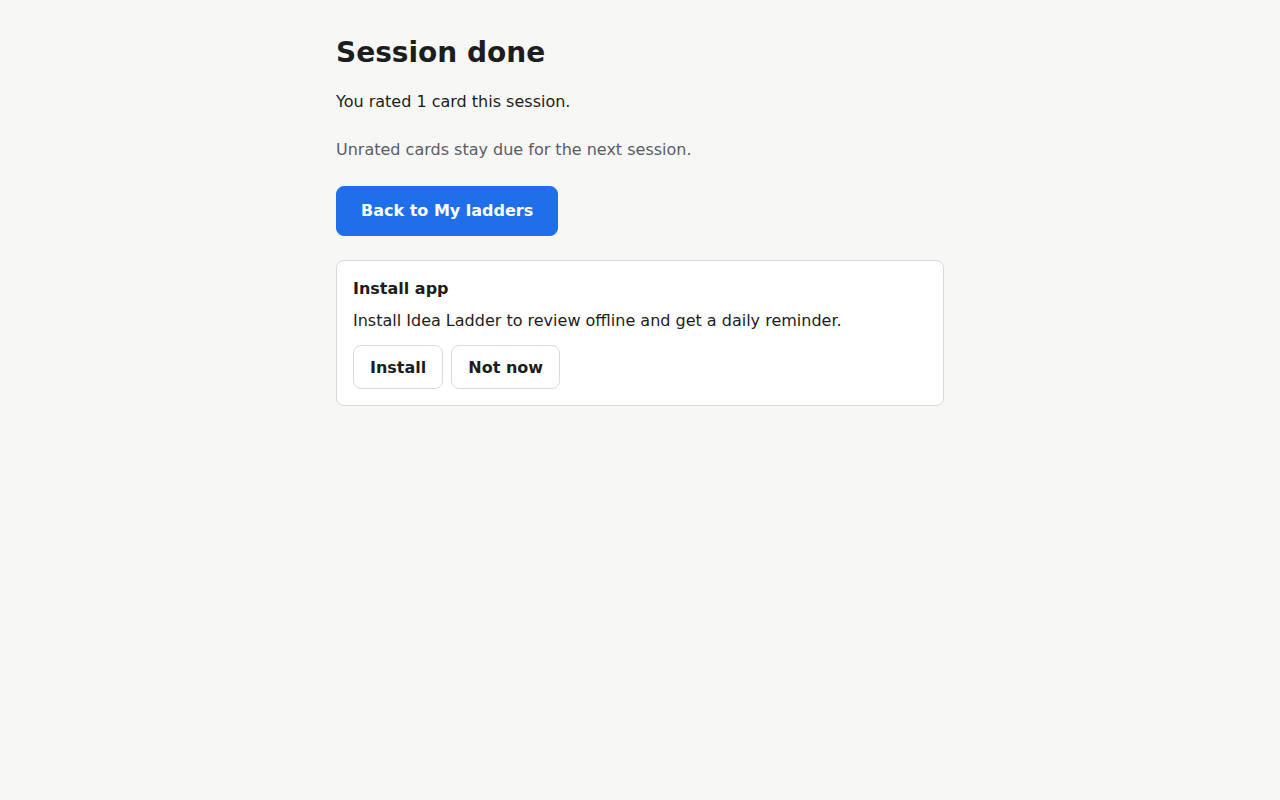 Session done
You rated 1 card this session.
Unrated cards stay due for the next session.
Back to My ladders
Install app
Install Idea Ladder to review offline and get a daily reminder.
Install
Not now